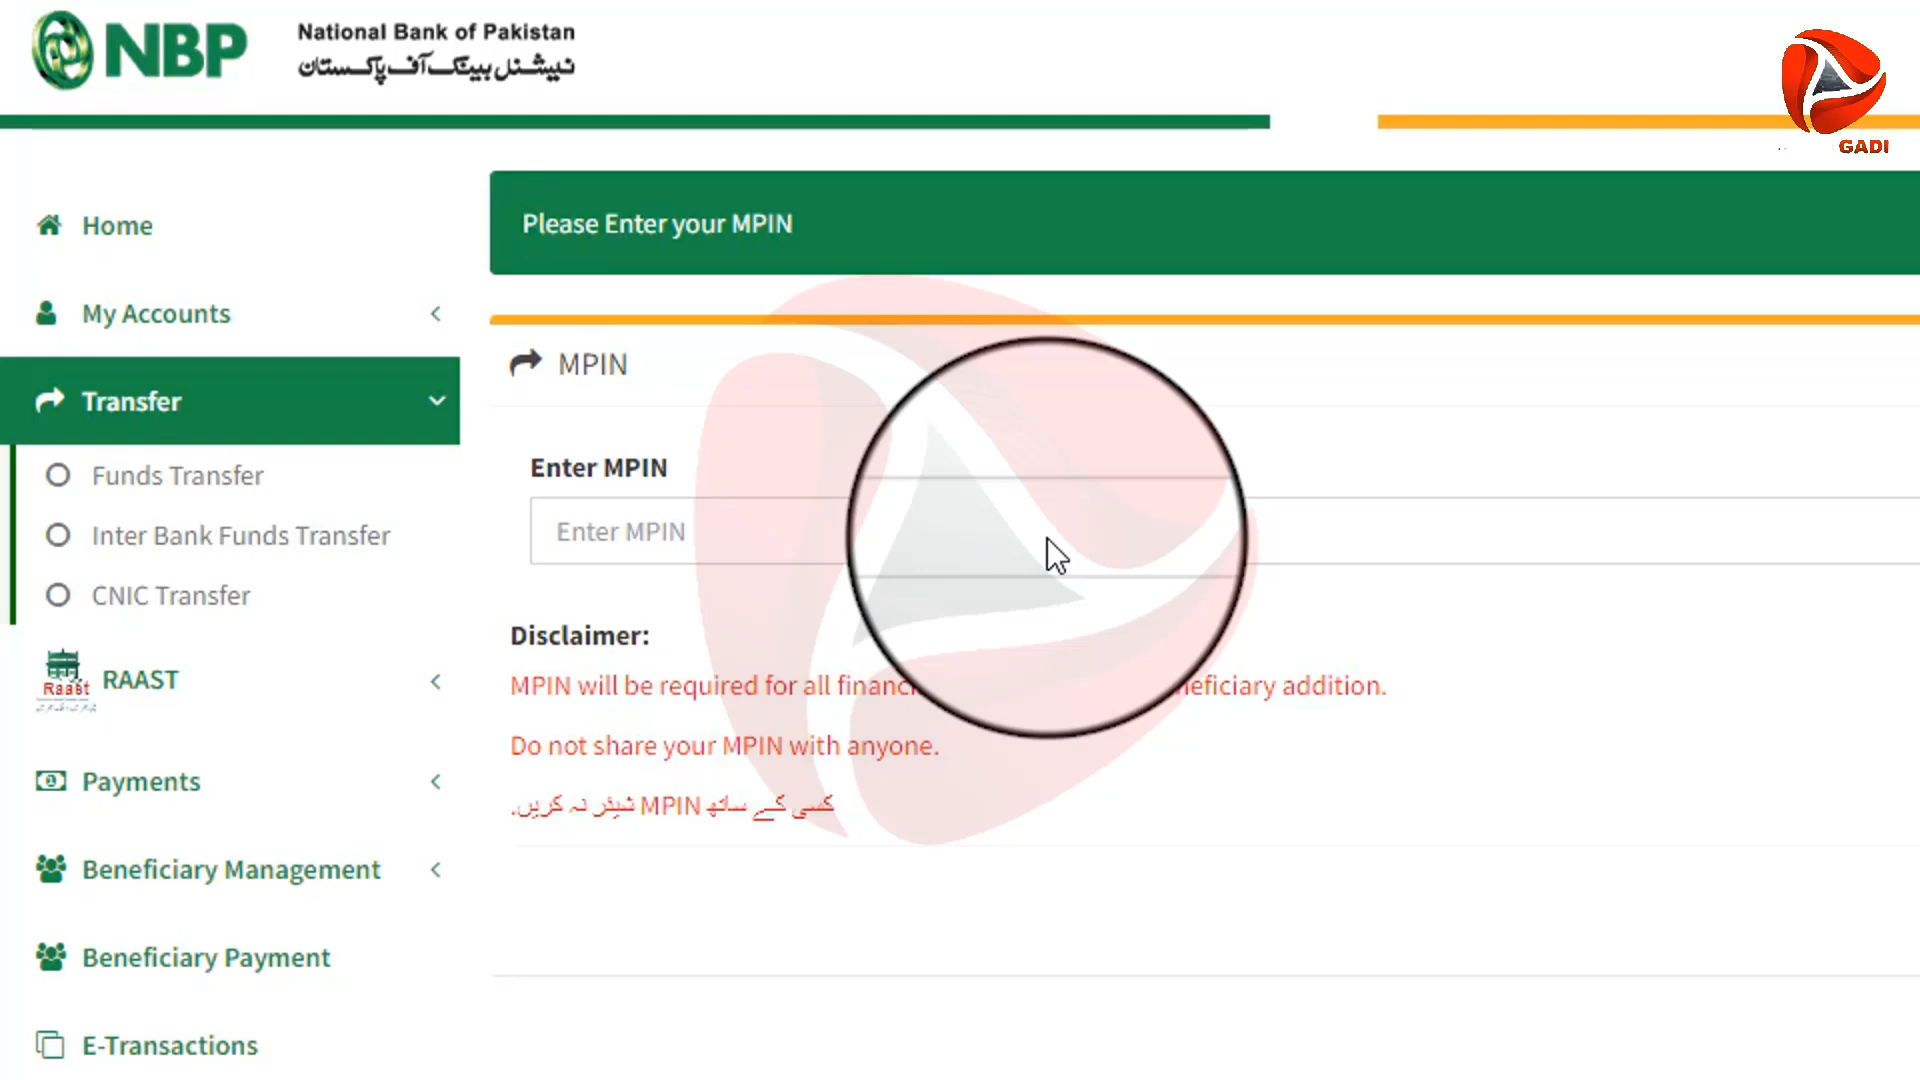 NBP
National Bank of Pakistan
نیشنل بینک آف پاکستان
GADI
Home
My Accounts
Transfer
Funds Transfer
Inter Bank Funds Transfer
CNIC Transfer
Raast
RAAST
Payments
Beneficiary Management
Beneficiary Payment
E-Transactions
Please Enter your MPIN
MPIN
Enter MPIN
Enter MPIN
Disclaimer:
MPIN will be required for all eficiary addition.
Do not share your MPIN with anyone.
کسی کے ساتھ MPIN شیئر نہ کریں.